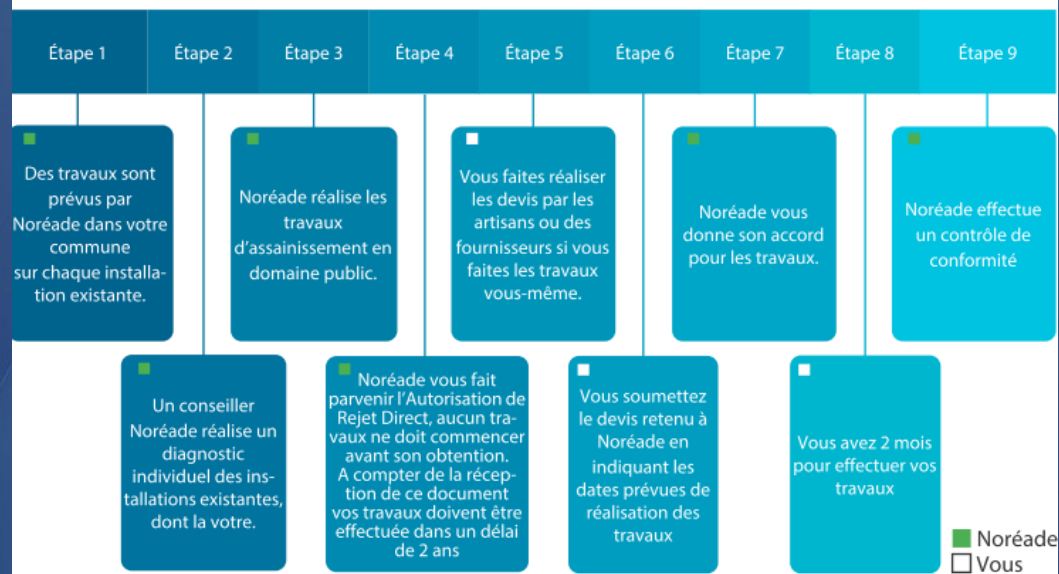 Étape 1
Étape 2
Étape 3
Étape 4
Étape 5
Étape 6
Étape 7
Étape 8
Étape 9
Des travaux sont
prévus par
Noréade dans votre
commune
sur chaque installa-
tion existante.
Un conseiller
Noréade réalise un
diagnostic
individuel des ins-
tallations existantes,
dont la votre.
Noréade réalise les
travaux
d'assainissement en
domaine public.
Noréade vous fait
parvenir l'Autorisation de
Rejet Direct, aucun tra-
vaux ne doit commencer
avant son obtention.
A compter de la récep-
tion de ce document
vos travaux doivent être
effectuée dans un délai
de 2 ans
Vous faites réaliser
les devis par les
artisans ou des
fournisseurs si vous
faites les travaux
vous-même.
Vous soumettez
le devis retenu à
Noréade en
indiquant les
dates prévues de
réalisation des
travaux
Noréade vous
donne son accord
pour les travaux.
Vous avez 2 mois
pour effectuer vos
travaux
Noréade effectue
un contrôle de
conformité
Noréade
Vous